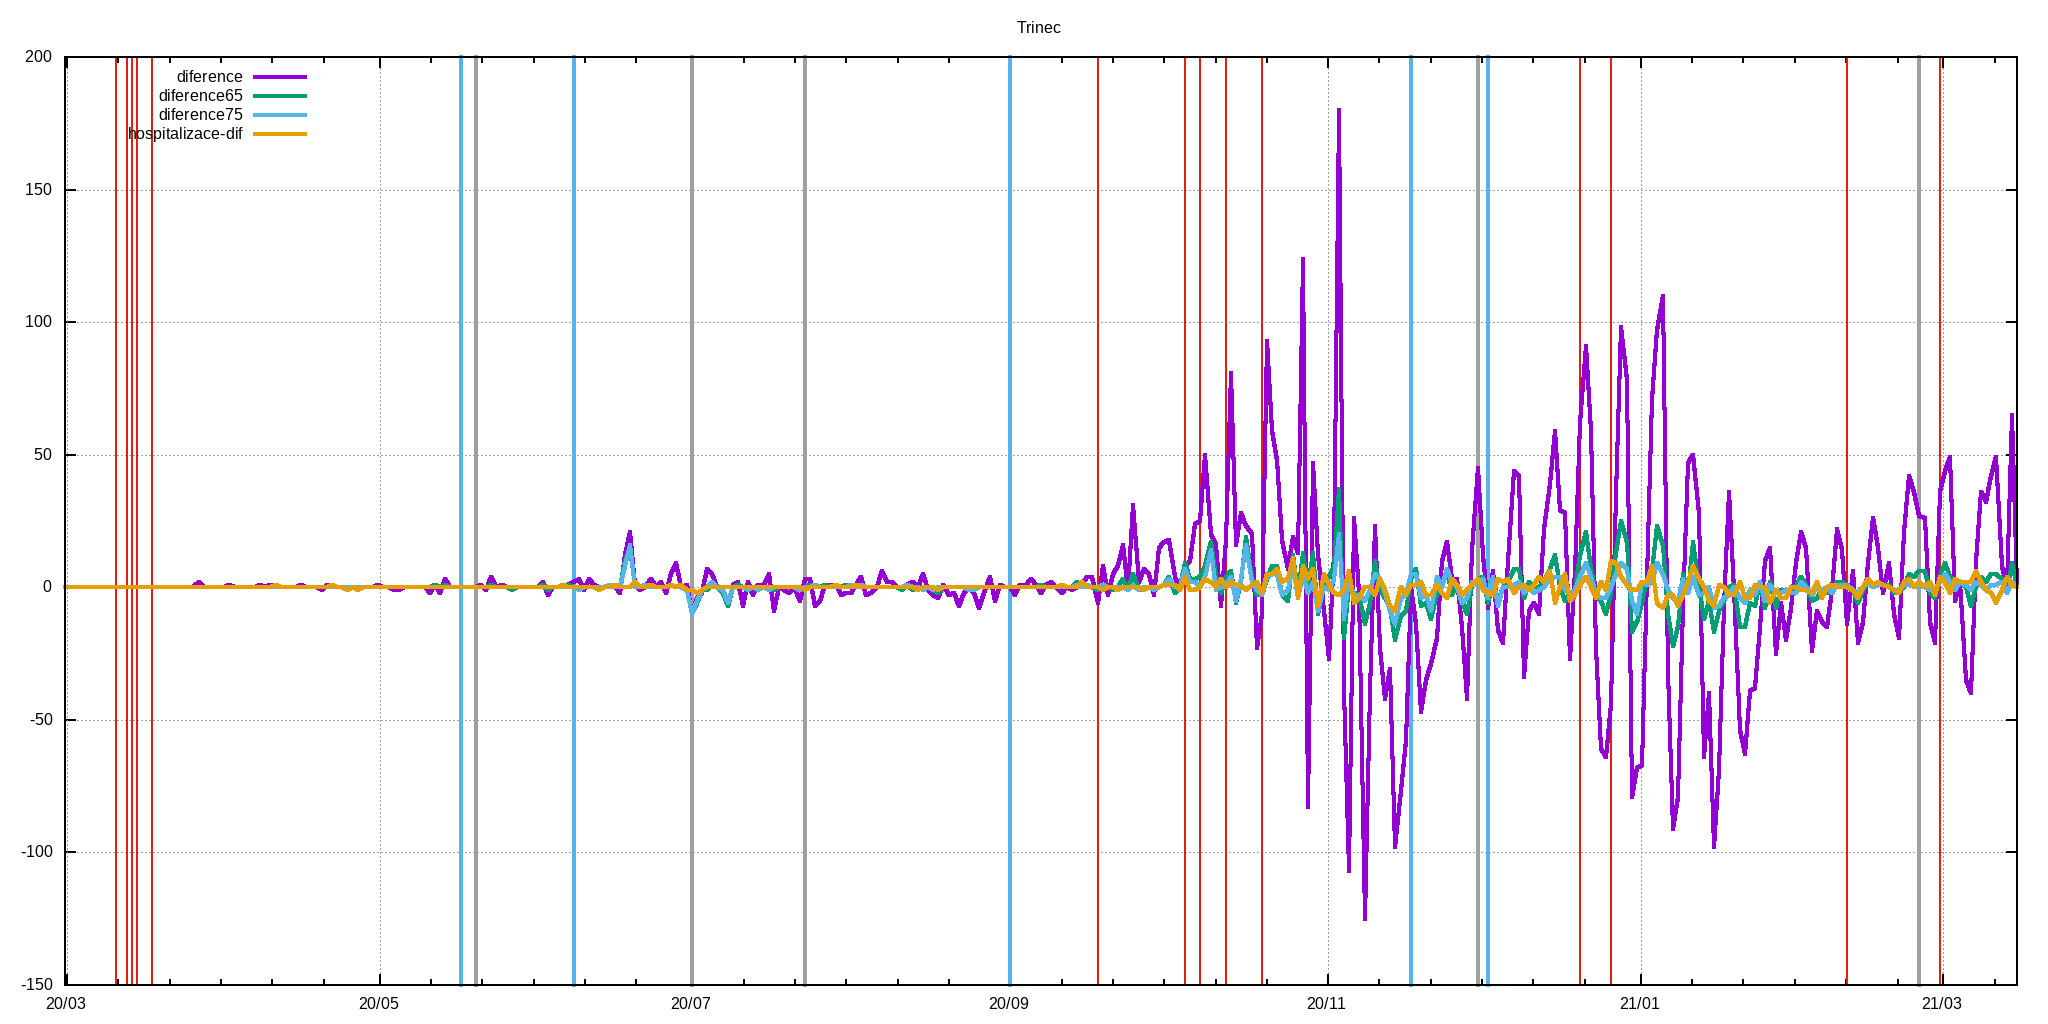 Trinec
200
diference
diference65
diference75
hospitalizace-dif
150
100
50
0
-50
-100
-150
20/03 20/05 20/07 20/09 20/11 21/01 21/03